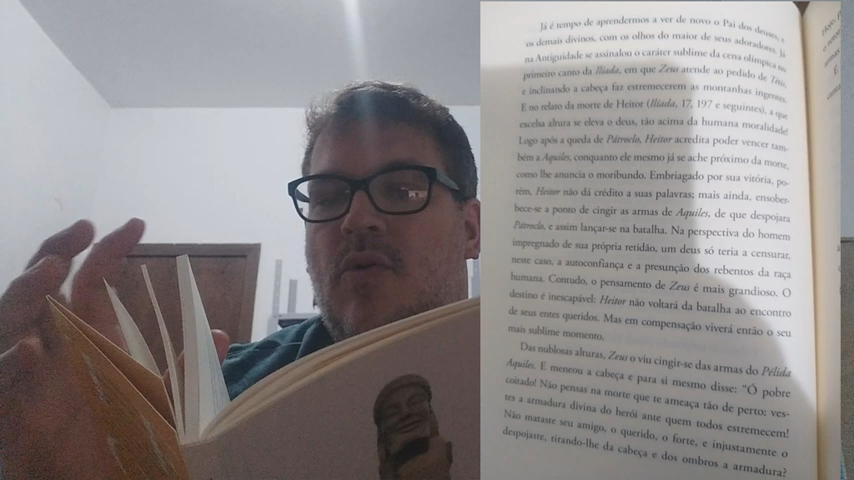 Já é tempo de aprendermos a ver de novo o Pai dos deuses, e
os demais divinos, com os olhos do maior de seus adoradores. Já
na Antiguidade se assinalou o caráter sublime da cena olímpica no
primeiro canto da Ilíada, em que Zeus atende ao pedido de Tétis,
e inclinando a cabeça faz estremecerem as montanhas ingentes.
E no relato da morte de Heitor (Ilíada, 17, 197 e seguintes), a que
excelsa altura se eleva o deus, tão acima da humana moralidade!
Logo após a queda de Pátroclo, Heitor acredita poder vencer tam-
bém a Aquiles, conquanto ele mesmo já se ache próximo da morte,
como lhe anuncia o moribundo. Embriagado por sua vitória, po-
rém, Heitor não dá crédito a suas palavras; mais ainda, ensober-
bece-se a ponto de cingir as armas de Aquiles, de que despojara
Pátroclo, e assim lançar-se na batalha. Na perspectiva do homem
impregnado de sua própria retidão, um deus só teria a censurar,
neste caso, a autoconfiança e a presunção dos rebentos da raça
humana. Contudo, o pensamento de Zeus é mais grandioso. O
destino é inescapável: Heitor não voltará da batalha ao encontro
de seus entes queridos. Mas em compensação viverá então o seu
mais sublime momento.
Das nublosas alturas, Zeus o viu cingir-se das armas do Pélida
Aquiles. E meneou a cabeça e para si mesmo disse: "Ó pobre
coitado! Não pensas na morte que te ameaça tão de perto: ves-
tes a armadura divina do herói ante quem todos estremecem!
Não mataste seu amigo, o querido, o forte, e injustamente o
despojaste, tirando-lhe da cabeça e dos ombros a armadura?